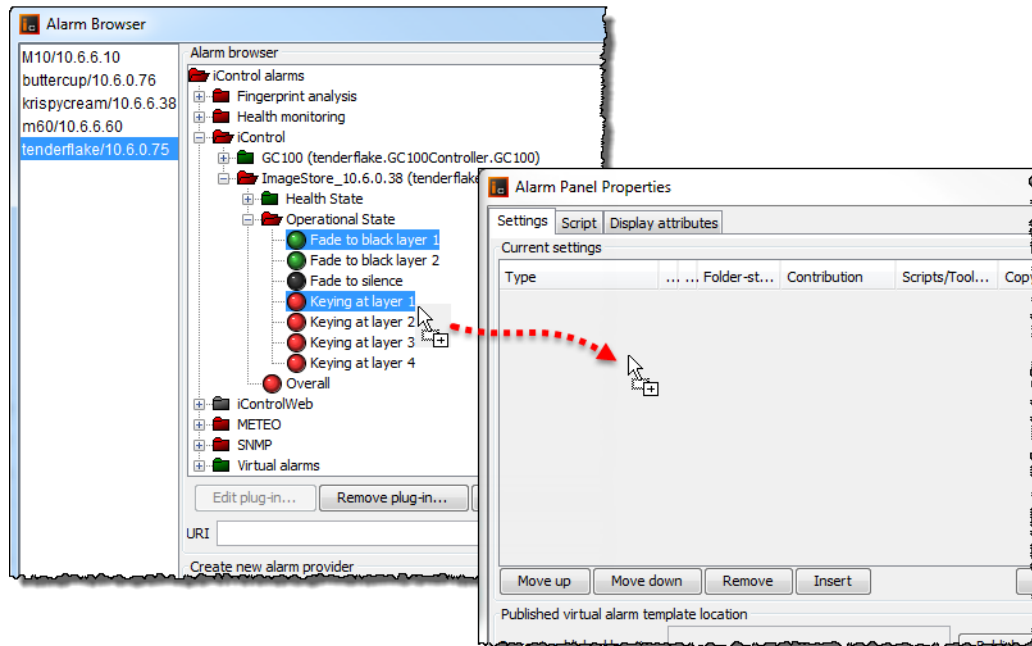 Alarm Browser
M10/10.6.6.10
buttercup/10.6.0.76
krispycream/10.6.6.38
m60/10.6.6.60
tenderflake/10.6.0.75
Alarm browser
iControl alarms
Fingerprint analysis
Health monitoring
iControl
GC100 (tenderflake.GC100Controller.GC100)
ImageStore_10.6.0.38 (tenderflake
Health State
Operational State
Fade to black layer 1
Fade to black layer 2
Fade to silence
Keying at layer 1
Keying at layer 2
Keying at layer 3
Keying at layer 4
Overall
iControlWeb
METEO
SNMP
Virtual alarms
Edit plug-in... Remove plug-in...
URI
Create new alarm provider
Alarm Panel Properties
Settings Script Display attributes
Current settings
Type ... ... Folder-st... Contribution Scripts/Tool... Copy
Move up Move down Remove Insert
Published virtual alarm template location